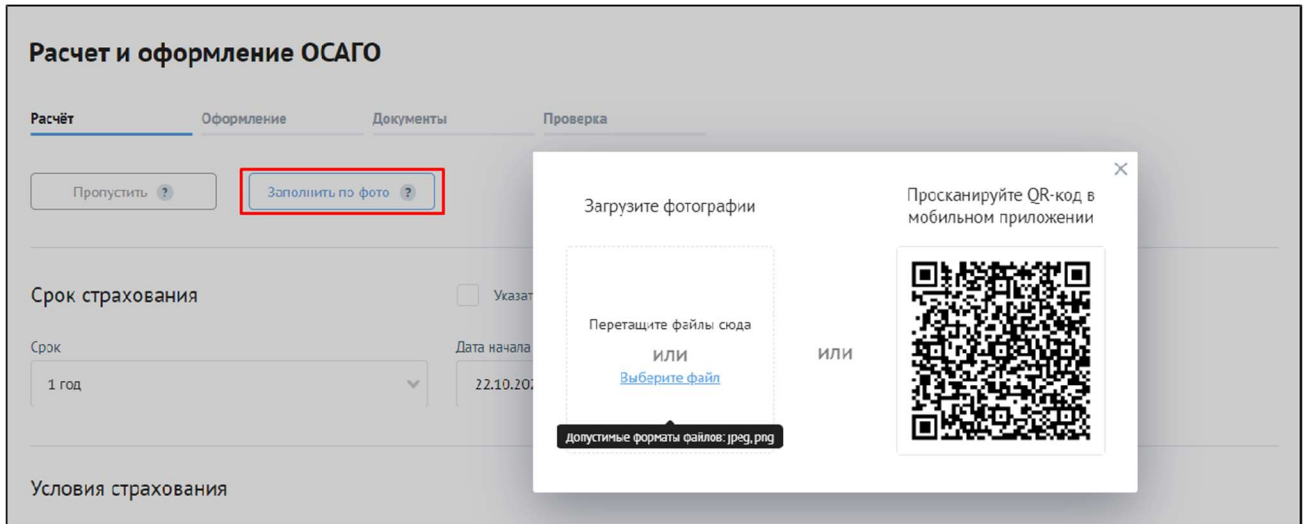 Расчет и оформление ОСАГО
Расчёт
Оформление
Документы
Проверка
Пропустить ?
Заполнить по фото ?
Срок страхования
Указат
Срок
Дата начала
1 год
22.10.202
Условия страхования
Загрузите фотографии
Перетащите файлы сюда
или
Выберите файл
Допустимые форматы файлов: jpeg, png
или
Просканируйте QR-код в
мобильном приложении